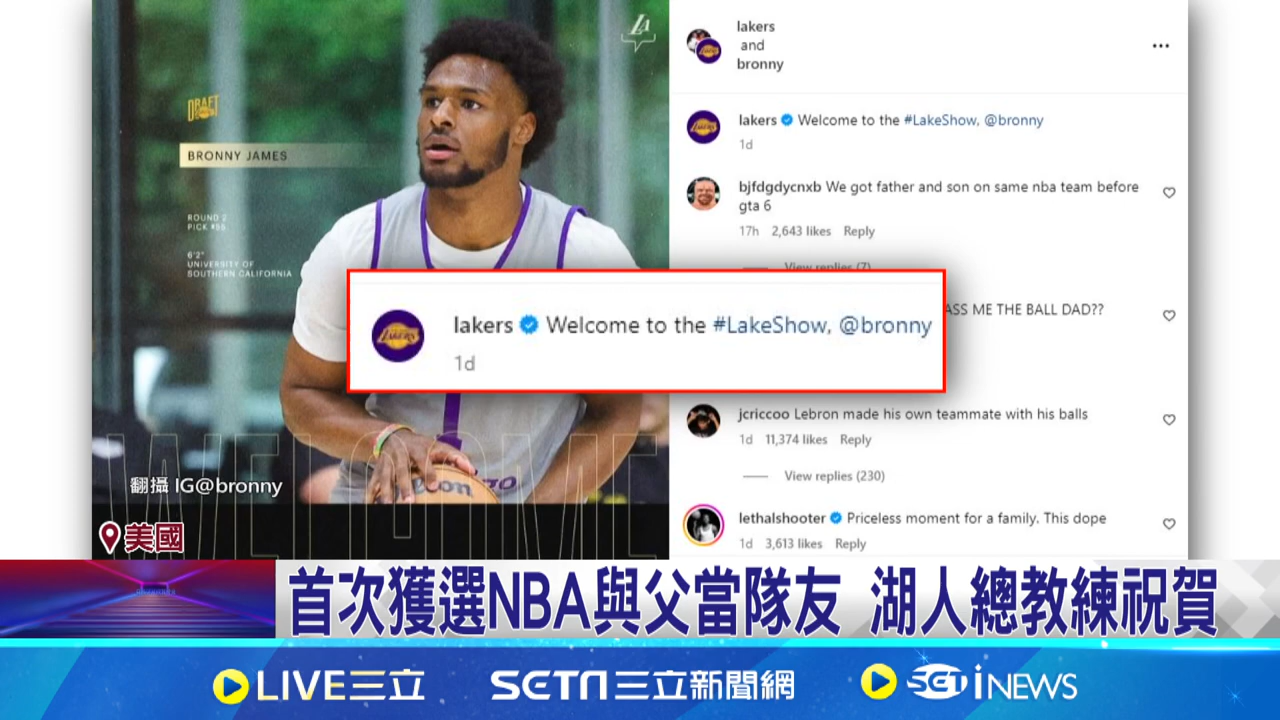 LA
DRAFT
BRONNY JAMES
ROUND 2
PICK #55
6'2"
UNIVERSITY OF
SOUTHERN CALIFORNIA
WELCOME
翻攝 IG@bronny
美國
lakers
and
bronny
lakers Welcome to the #LakeShow, @bronny
1d
bjfdgdycnxb We got father and son on same nba team before
gta 6
17h 2,643 likes Reply
View replies (7)
ASS ME THE BALL DAD??
lakers Welcome to the #LakeShow, @bronny
1d
jcriccoo Lebron made his own teammate with his balls
1d 11,374 likes Reply
View replies (230)
lethalshooter Priceless moment for a family. This dope
1d 3,613 likes Reply
首次獲選NBA與父當隊友 湖人總教練祝賀
LIVE三立
SETN三立新聞網
SETiNEWS